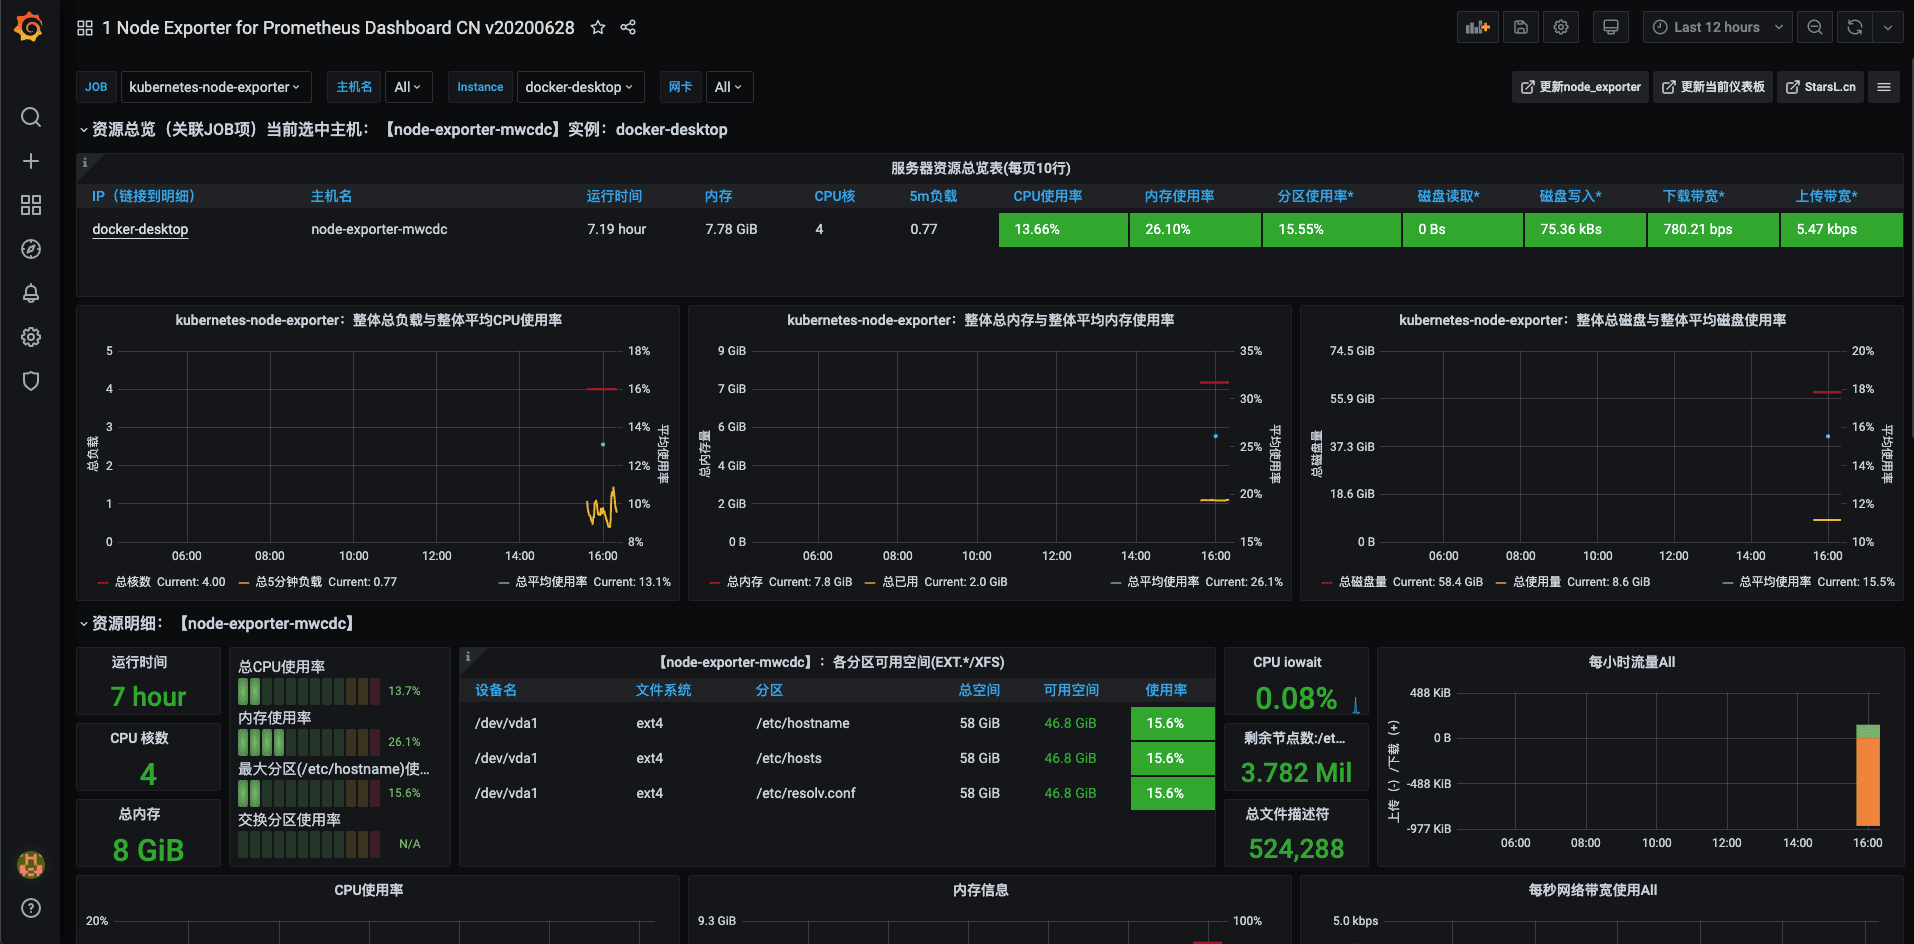 1 Node Exporter for Prometheus Dashboard CN v20200628
Last 12 hours
JOB kubernetes-node-exporter 主机名 All Instance docker-desktop 网卡 All
更新node_exporter 更新当前仪表板 StarsL.cn
资源总览（关联JOB项）当前选中主机：【node-exporter-mwcdc】实例：docker-desktop
服务器资源总览表(每页10行)
IP（链接到明细） 主机名 运行时间 内存 CPU核 5m负载 CPU使用率 内存使用率 分区使用率* 磁盘读取* 磁盘写入* 下载带宽* 上传带宽*
docker-desktop node-exporter-mwcdc 7.19 hour 7.78 GiB 4 0.77 13.66% 26.10% 15.55% 0 Bs 75.36 kBs 780.21 bps 5.47 kbps
kubernetes-node-exporter：整体总负载与整体平均CPU使用率
总负载
5
4
3
2
1
0
18%
16%
14%
12%
10%
8%
平均使用率
06:00 08:00 10:00 12:00 14:00 16:00
总核数 Current: 4.00 总5分钟负载 Current: 0.77 总平均使用率 Current: 13.1%
kubernetes-node-exporter：整体总内存与整体平均内存使用率
总内存量
9 GiB
7 GiB
6 GiB
4 GiB
2 GiB
0 B
35%
30%
25%
20%
15%
平均使用率
06:00 08:00 10:00 12:00 14:00 16:00
总内存 Current: 7.8 GiB 总已用 Current: 2.0 GiB 总平均使用率 Current: 26.1%
kubernetes-node-exporter：整体总磁盘与整体平均磁盘使用率
总磁盘量
74.5 GiB
55.9 GiB
37.3 GiB
18.6 GiB
0 B
20%
18%
16%
14%
12%
10%
平均使用率
06:00 08:00 10:00 12:00 14:00 16:00
总磁盘量 Current: 58.4 GiB 总使用量 Current: 8.6 GiB 总平均使用率 Current: 15.5%
资源明细：【node-exporter-mwcdc】
运行时间
7 hour
CPU 核数
4
总内存
8 GiB
总CPU使用率
13.7%
内存使用率
26.1%
最大分区(/etc/hostname)使...
15.6%
交换分区使用率
N/A
【node-exporter-mwcdc】：各分区可用空间(EXT.*/XFS)
设备名 文件系统 分区 总空间 可用空间 使用率
/dev/vda1 ext4 /etc/hostname 58 GiB 46.8 GiB 15.6%
/dev/vda1 ext4 /etc/hosts 58 GiB 46.8 GiB 15.6%
/dev/vda1 ext4 /etc/resolv.conf 58 GiB 46.8 GiB 15.6%
CPU iowait
0.08%
剩余节点数:/et...
3.782 Mil
总文件描述符
524,288
每小时流量All
上传（-）/下载（+）
488 KiB
0 B
-488 KiB
-977 KiB
06:00 08:00 10:00 12:00 14:00 16:00
CPU使用率
20%
内存信息
9.3 GiB 100%
每秒网络带宽使用All
5.0 kbps